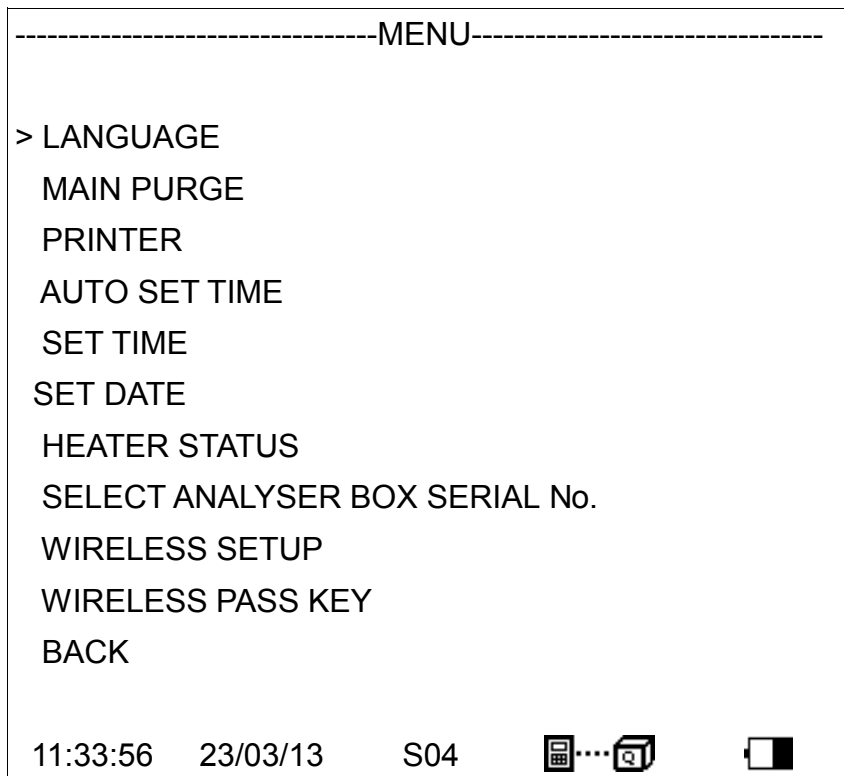 ---------------------------------MENU--------------------------------
> LANGUAGE
MAIN PURGE
PRINTER
AUTO SET TIME
SET TIME
SET DATE
HEATER STATUS
SELECT ANALYSER BOX SERIAL No.
WIRELESS SETUP
WIRELESS PASS KEY
BACK
11:33:56 23/03/13 S04 Q